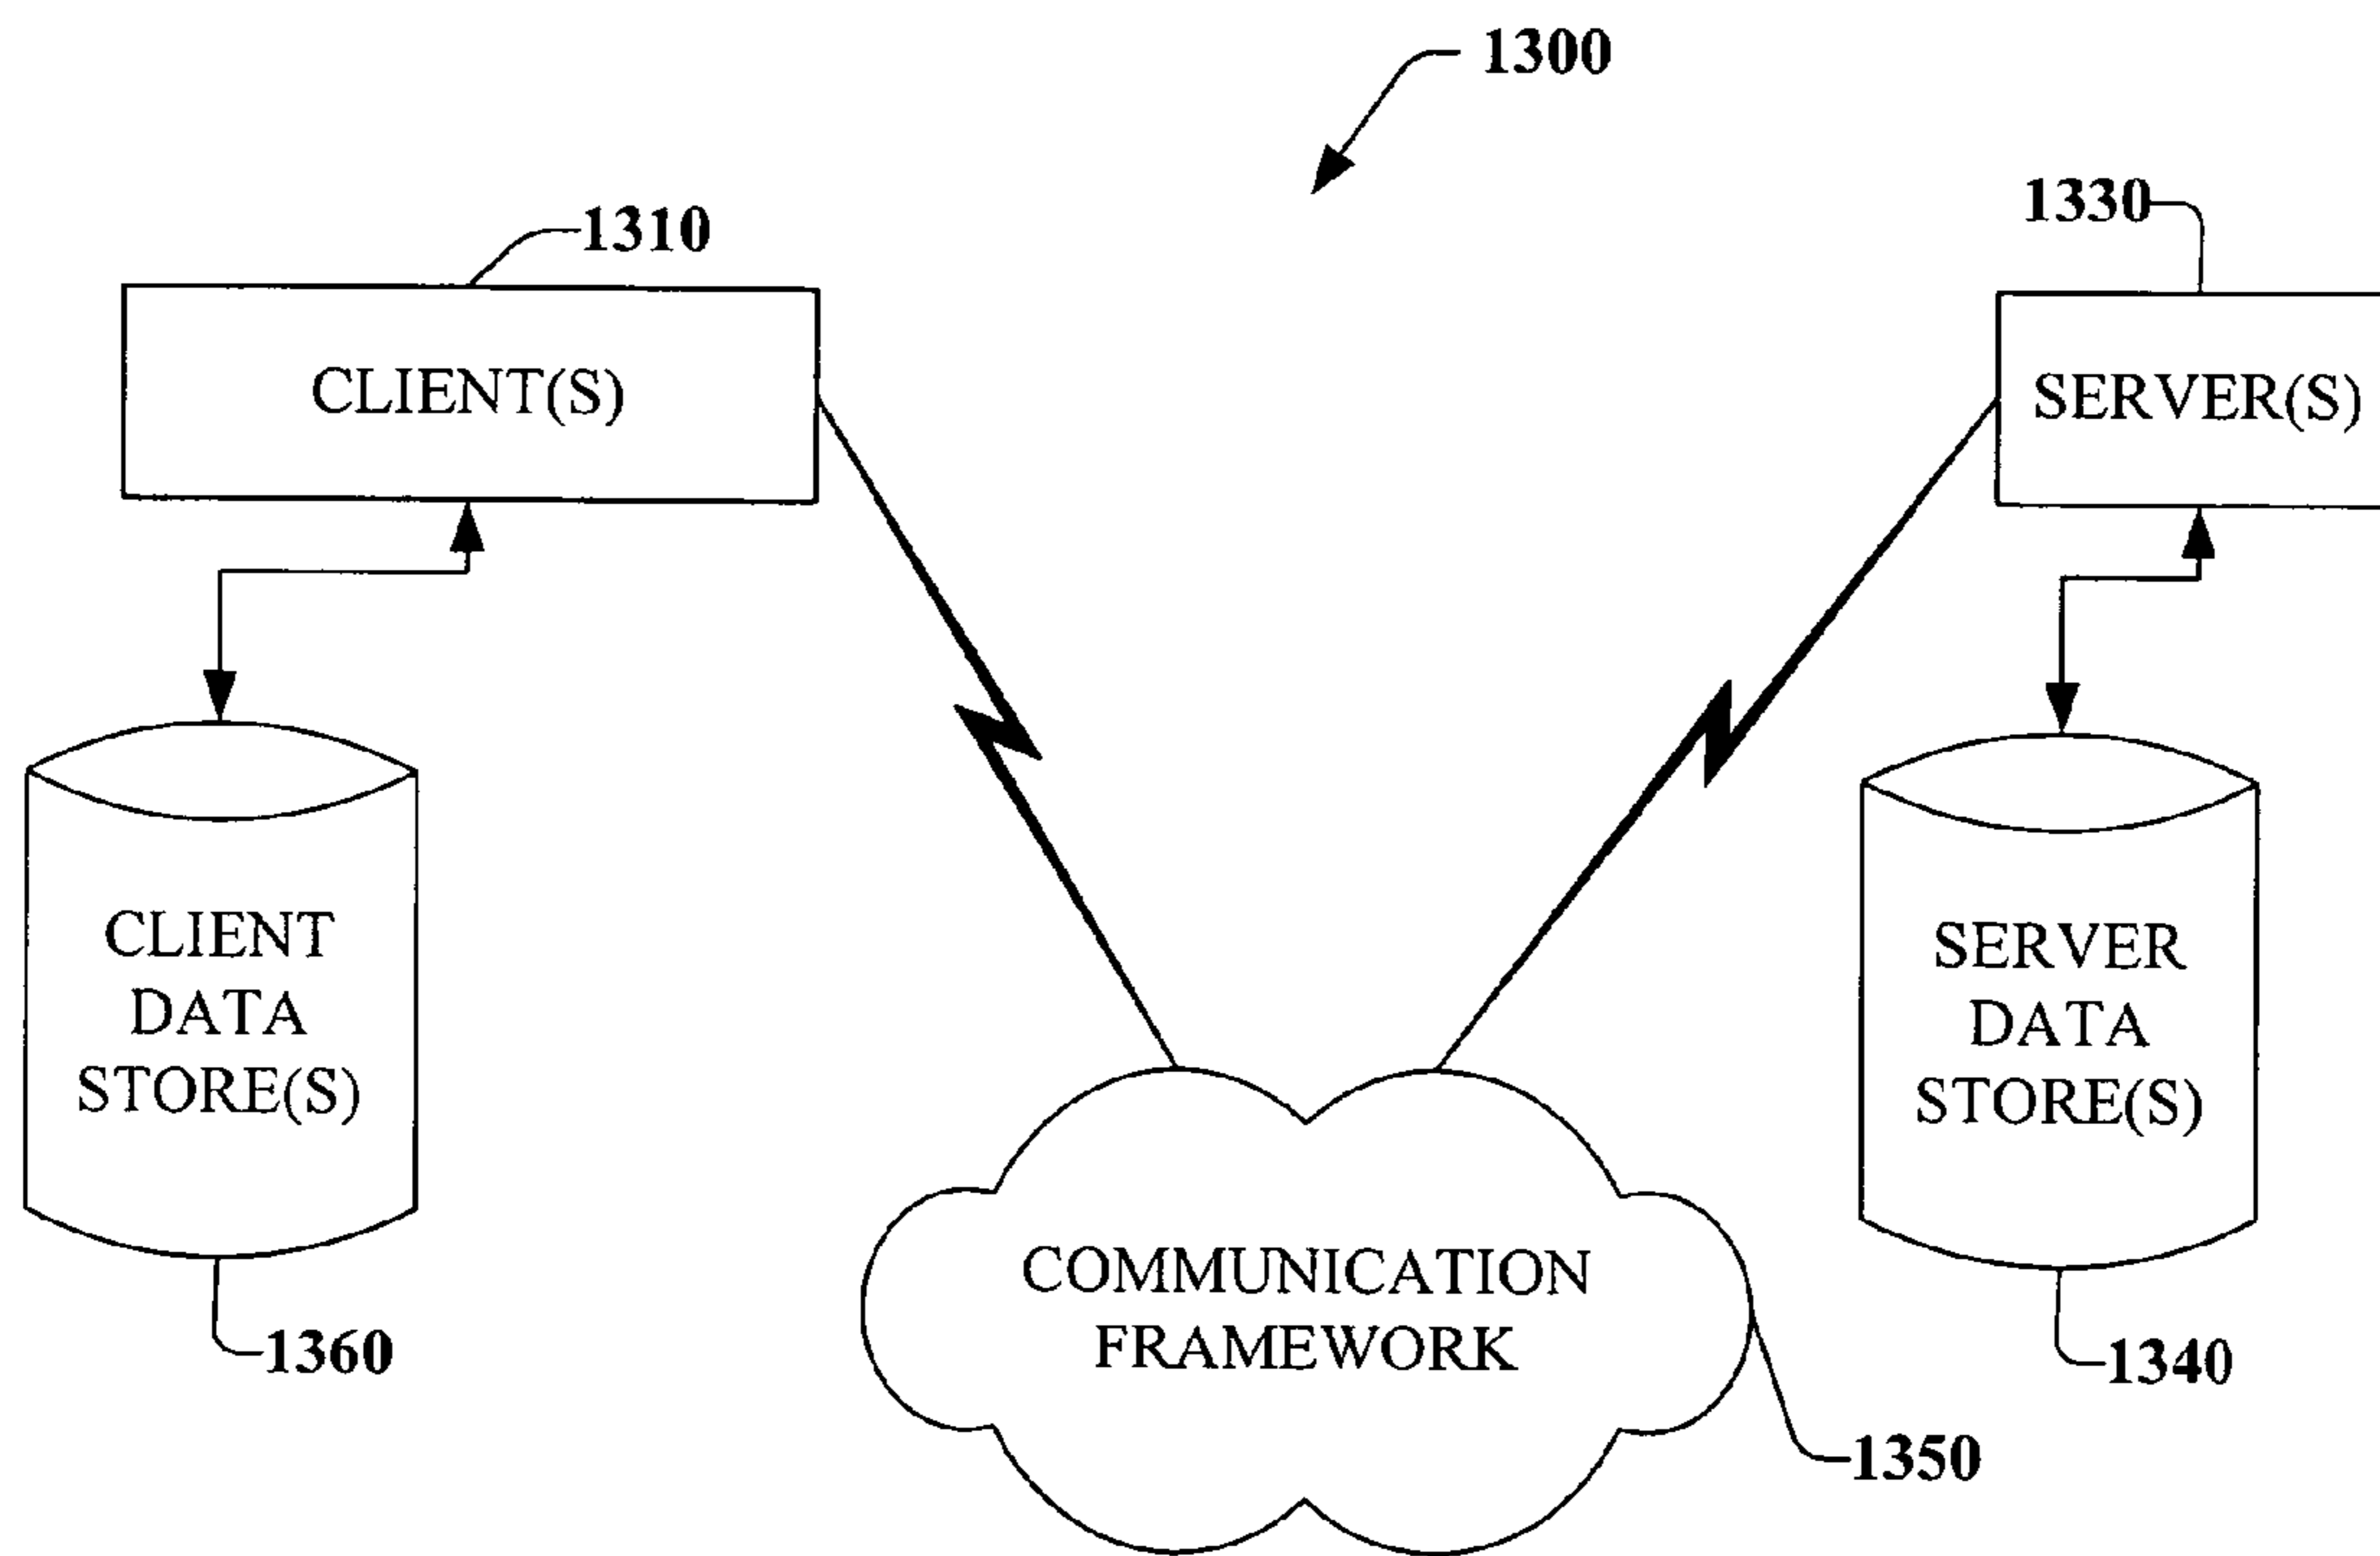 1300
1310
1330
CLIENT(S)
SERVER(S)
CLIENT
DATA
STORE(S)
SERVER
DATA
STORE(S)
COMMUNICATION
FRAMEWORK
1360
1340
1350